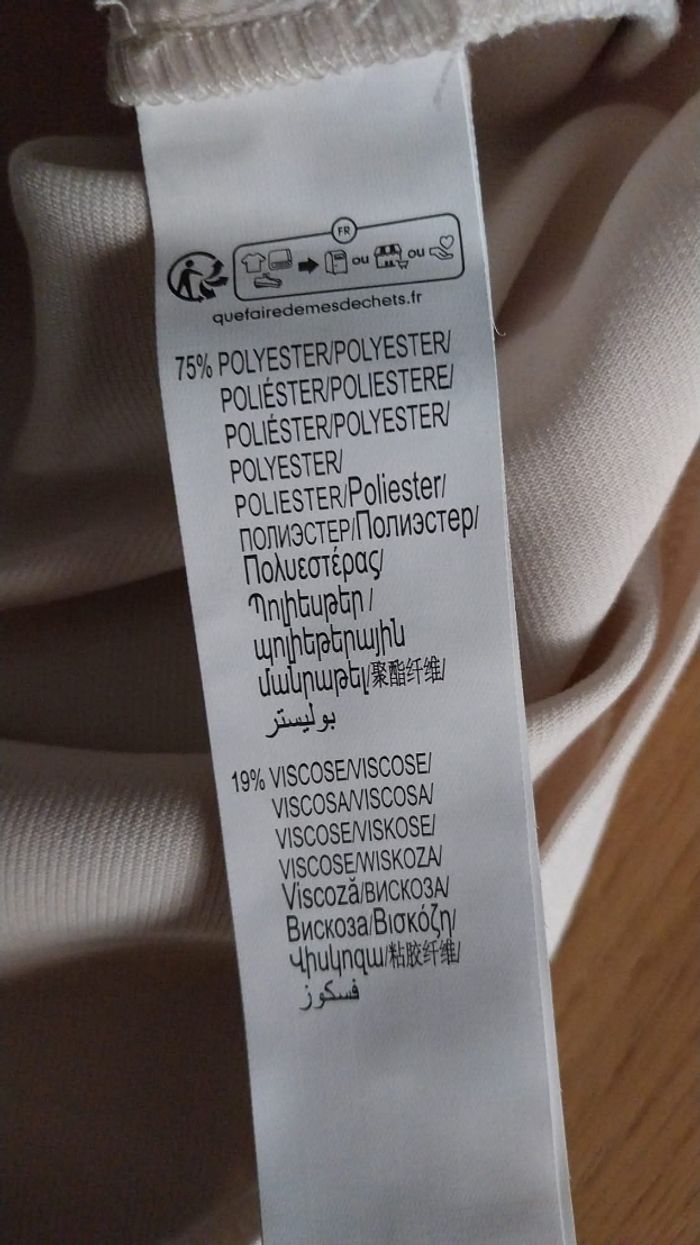 FR
ou
ou
quefairedemesdechets.fr
75% POLYESTER/POLYESTER/
POLIÉSTER/POLIESTERE/
POLIÉSTER/POLYESTER/
POLYESTER/
POLIESTER/Poliester/
ПОЛИЭСТЕР/Полиэстер/
Πολυεστέρας/
Պոլիեսթեր /
պոլիեթերային
մանրաթել/聚酯纤维/
بوليستر
19% VISCOSE/VISCOSE/
VISCOSA/VISCOSA/
VISCOSE/VISKOSE/
VISCOSE/WISKOZA/
Viscoză/ВИСКОЗА/
Вискоза/Βισκόζη/
Վիսկոզա/粘胶纤维/
فسكوز